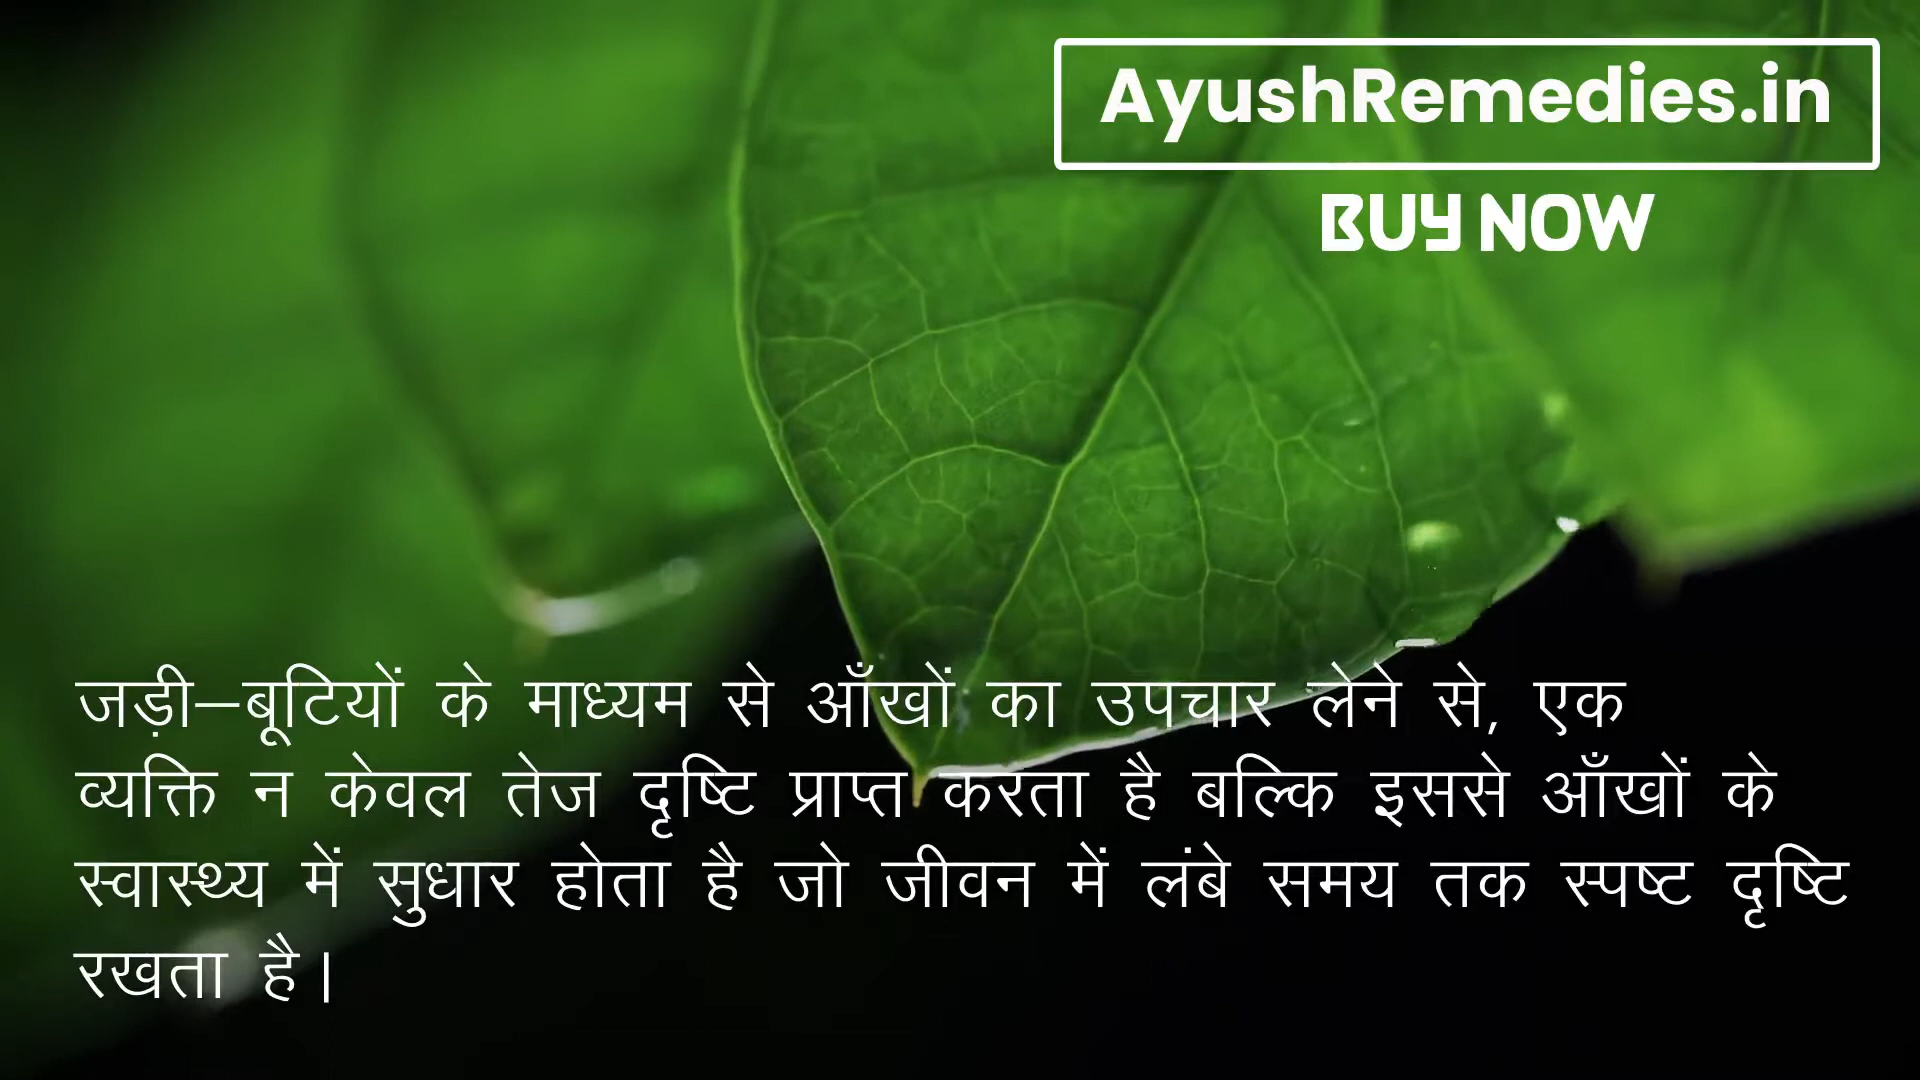 AyushRemedies.in
BUY NOW
जड़ी–बूटियों के माध्यम से आँखों का उपचार लेने से, एक
व्यक्ति न केवल तेज दृष्टि प्राप्त करता है बल्कि इससे आँखों के
स्वास्थ्य में सुधार होता है जो जीवन में लंबे समय तक स्पष्ट दृष्टि
रखता है।